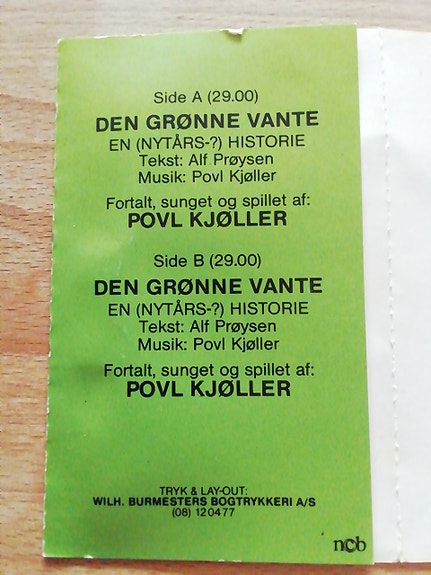 Side A (29.00)
DEN GRØNNE VANTE
EN (NYTÅRS-?) HISTORIE
Tekst: Alf Prøysen
Musik: Povl Kjøller
Fortalt, sunget og spillet af:
POVL KJØLLER
Side B (29.00)
DEN GRØNNE VANTE
EN (NYTÅRS-?) HISTORIE
Tekst: Alf Prøysen
Musik: Povl Kjøller
Fortalt, sunget og spillet af:
POVL KJØLLER
TRYK & LAY-OUT:
WILH. BURMESTERS BOGTRYKKERI A/S
(08) 120477
ncb